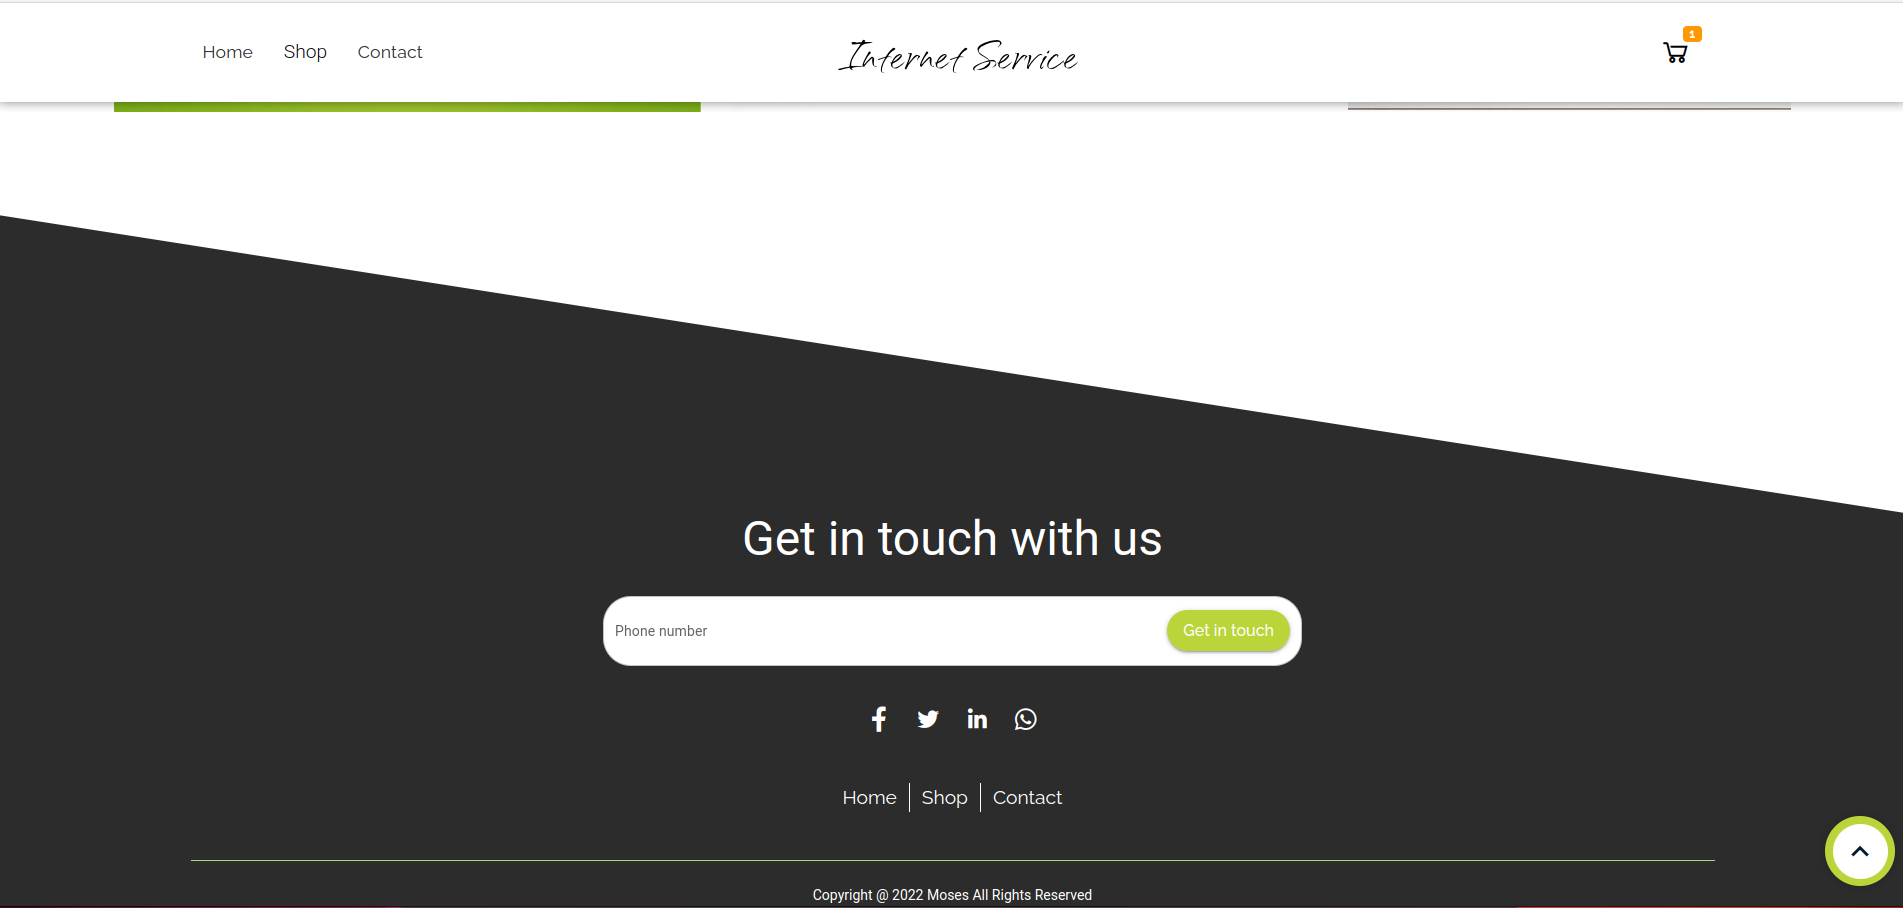 Home Shop Contact
Internet Service
1
Get in touch with us
Phone number
Get in touch
Home Shop Contact
Copyright @ 2022 Moses All Rights Reserved